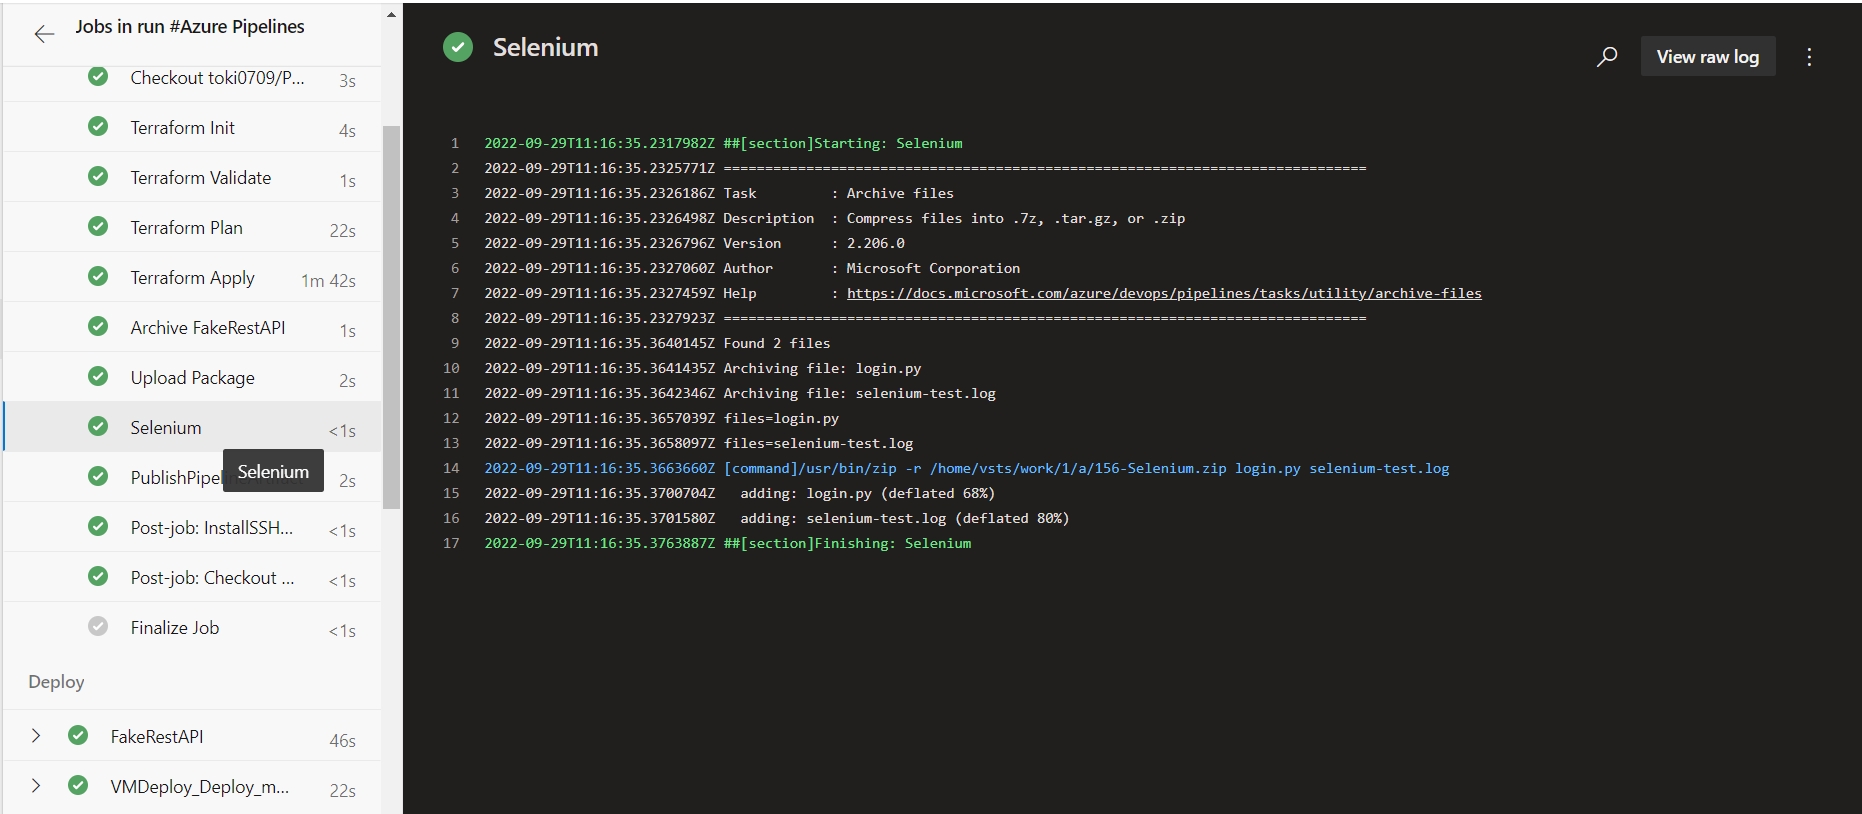 Jobs in run #Azure Pipelines
Checkout toki0709/P... 3s
Terraform Init 4s
Terraform Validate 1s
Terraform Plan 22s
Terraform Apply 1m 42s
Archive FakeRestAPI 1s
Upload Package 2s
Selenium <1s
Selenium
PublishPipeli 2s
Post-job: InstallSSH... <1s
Post-job: Checkout ... <1s
Finalize Job <1s
Deploy
FakeRestAPI 46s
VMDeploy_Deploy_m... 22s
Selenium
View raw log
1 2022-09-29T11:16:35.2317982Z ##[section]Starting: Selenium
2 2022-09-29T11:16:35.2325771Z ==============================================================================
3 2022-09-29T11:16:35.2326186Z Task         : Archive files
4 2022-09-29T11:16:35.2326498Z Description  : Compress files into .7z, .tar.gz, or .zip
5 2022-09-29T11:16:35.2326796Z Version      : 2.206.0
6 2022-09-29T11:16:35.2327060Z Author       : Microsoft Corporation
7 2022-09-29T11:16:35.2327459Z Help         : https://docs.microsoft.com/azure/devops/pipelines/tasks/utility/archive-files
8 2022-09-29T11:16:35.2327923Z ==============================================================================
9 2022-09-29T11:16:35.3640145Z Found 2 files
10 2022-09-29T11:16:35.3641435Z Archiving file: login.py
11 2022-09-29T11:16:35.3642346Z Archiving file: selenium-test.log
12 2022-09-29T11:16:35.3657039Z files=login.py
13 2022-09-29T11:16:35.3658097Z files=selenium-test.log
14 2022-09-29T11:16:35.3663660Z [command]/usr/bin/zip -r /home/vsts/work/1/a/156-Selenium.zip login.py selenium-test.log
15 2022-09-29T11:16:35.3700704Z   adding: login.py (deflated 68%)
16 2022-09-29T11:16:35.3701580Z   adding: selenium-test.log (deflated 80%)
17 2022-09-29T11:16:35.3763887Z ##[section]Finishing: Selenium